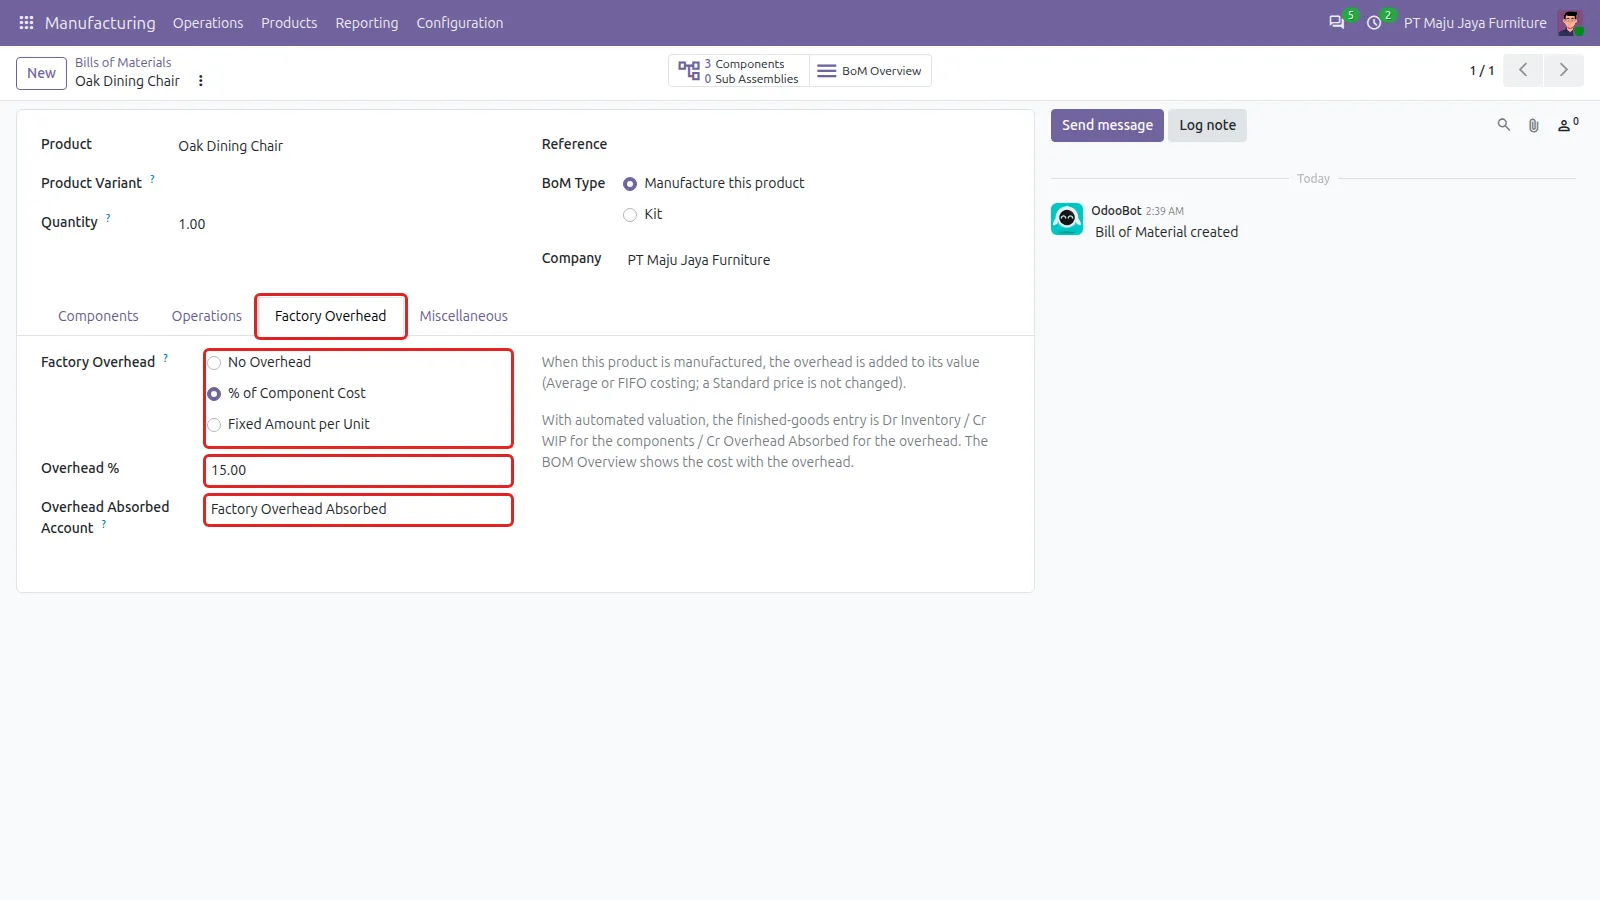 Manufacturing Operations Products Reporting Configuration 5 2 PT Maju Jaya Furniture
New Bills of Materials
Oak Dining Chair
3 Components
0 Sub Assemblies
BoM Overview
1 / 1
Product Oak Dining Chair
Product Variant ?
Quantity ? 1.00
Reference
BoM Type Manufacture this product
Kit
Company PT Maju Jaya Furniture
Components Operations Factory Overhead Miscellaneous
Factory Overhead ? No Overhead
% of Component Cost
Fixed Amount per Unit
Overhead % 15.00
Overhead Absorbed
Account ?
Factory Overhead Absorbed
When this product is manufactured, the overhead is added to its value
(Average or FIFO costing; a Standard price is not changed).
With automated valuation, the finished-goods entry is Dr Inventory / Cr
WIP for the components / Cr Overhead Absorbed for the overhead. The
BOM Overview shows the cost with the overhead.
Send message Log note 0
Today
OdooBot 2:39 AM
Bill of Material created